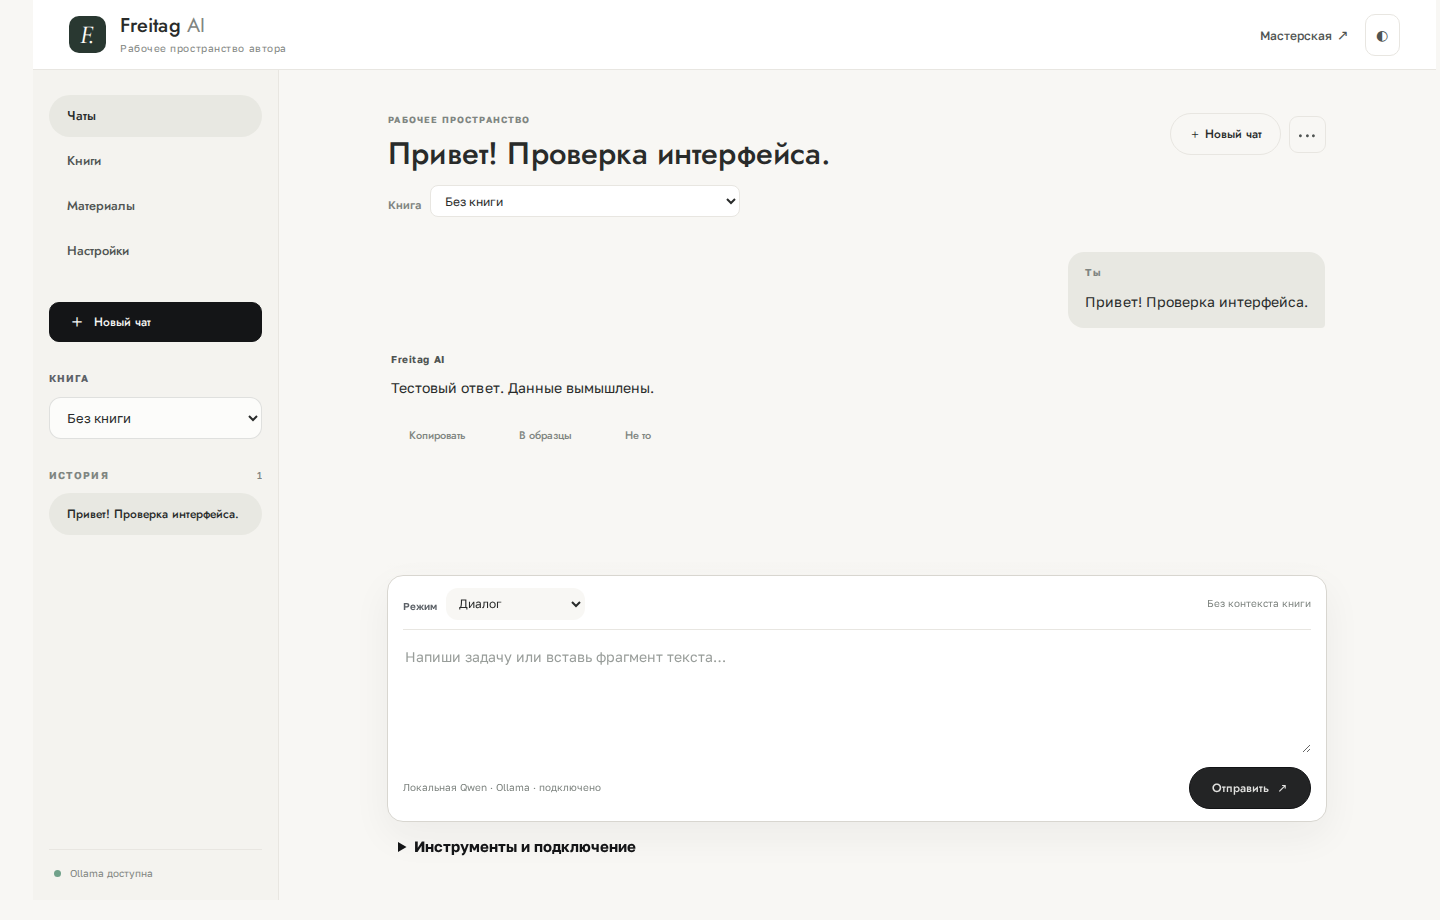 F. Freitag AI
Рабочее пространство автора
Мастерская ↗
Чаты
Книги
Материалы
Настройки
+ Новый чат
КНИГА
Без книги
ИСТОРИЯ 1
Привет! Проверка интерфейса.
Ollama доступна
РАБОЧЕЕ ПРОСТРАНСТВО
Привет! Проверка интерфейса.
+ Новый чат ...
Книга Без книги
Ты
Привет! Проверка интерфейса.
Freitag AI
Тестовый ответ. Данные вымышлены.
Копировать В образцы Не то
Режим Диалог Без контекста книги
Напиши задачу или вставь фрагмент текста...
Локальная Qwen · Ollama · подключено Отправить ↗
▶ Инструменты и подключение